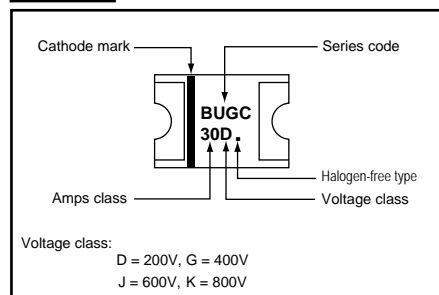 Cathode mark
Series code
BUGC
30D.
Halogen-free type
Amps class
Voltage class
Voltage class:
D = 200V, G = 400V
J = 600V, K = 800V